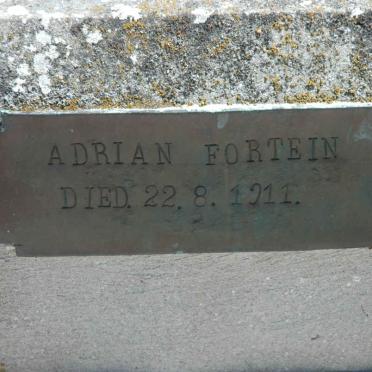 ADRIAN FORTEIN
DIED. 22. 8. 1911.